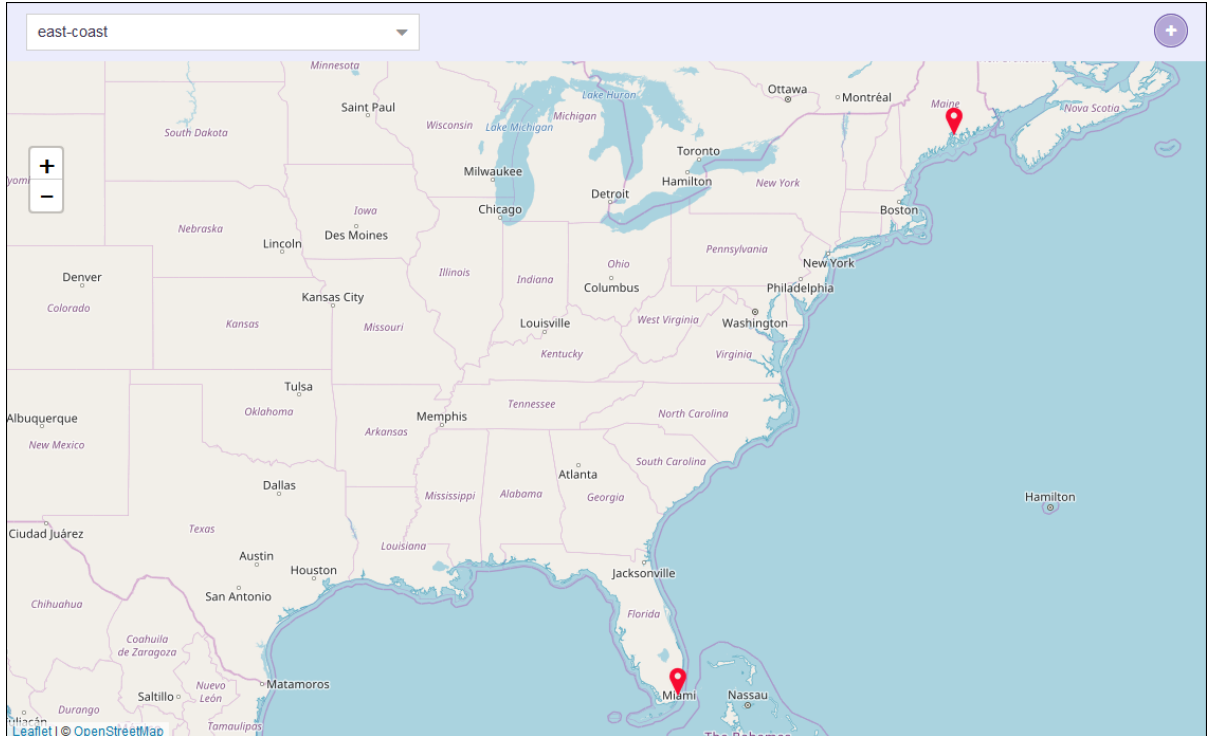 east-coast
+
Minnesota
Lake Huron
Ottawa
Montréal
Maine
Nova Scotia
Saint Paul
South Dakota
Wisconsin
Lake Michigan
Michigan
Toronto
+
−
Milwaukee
Detroit
Hamilton
New York
Chicago
Boston
Iowa
Nebraska
Des Moines
Lincoln
Pennsylvania
New York
Ohio
Denver
Illinois
Indiana
Columbus
Philadelphia
Kansas City
Colorado
Kansas
Missouri
Louisville
West Virginia
Washington
Kentucky
Virginia
Tulsa
Oklahoma
Tennessee
Albuquerque
Memphis
North Carolina
New Mexico
Arkansas
South Carolina
Atlanta
Dallas
Mississippi
Alabama
Georgia
Hamilton
Ciudad Juárez
Texas
Louisiana
Austin
Houston
Jacksonville
San Antonio
Chihuahua
Florida
Coahuila
de Zaragoza
Nuevo
León
Matamoros
Saltillo
Miami
Nassau
Durango
Tamaulipas
The Bahamas
Leaflet | © OpenStreetMap